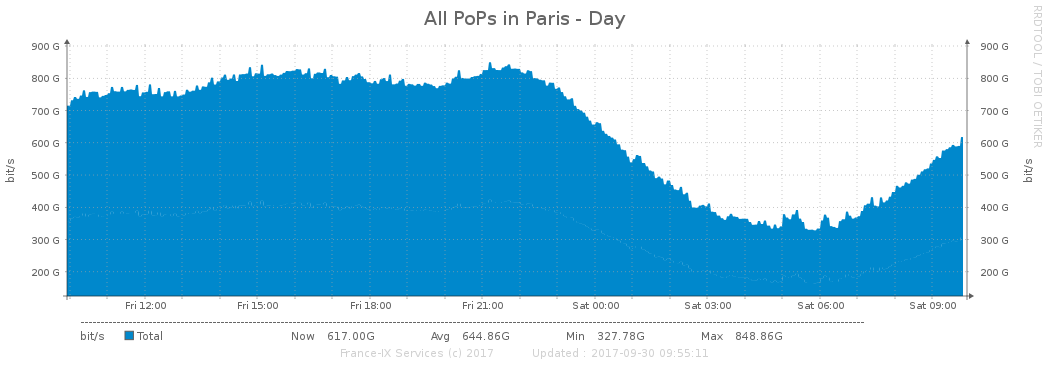 All PoPs in Paris - Day
RRDTOOL / TOBI OETIKER
900 G 900 G
800 G 800 G
700 G 700 G
600 G 600 G
500 G 500 G
400 G 400 G
300 G 300 G
200 G 200 G
bit/s bit/s
Fri 12:00 Fri 15:00 Fri 18:00 Fri 21:00 Sat 00:00 Sat 03:00 Sat 06:00 Sat 09:00
bit/s Total Now 617.00G Avg 644.86G Min 327.78G Max 848.86G
France-IX Services (c) 2017 Updated : 2017-09-30 09:55:11